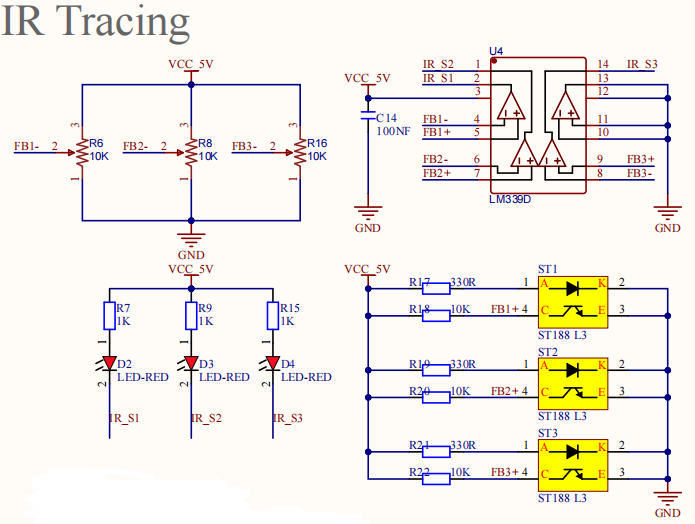 IR Tracing
VCC_5V
3 3 3
FB1- 2 R6 10K
FB2- 2 R8 10K
FB3- 2 R16 10K
1 1 1
GND
U4
VCC_5V
C14
100NF
GND
IR_S2 1
IR_S1 2
3
FB1- 4
FB1+ 5
FB2- 6
FB2+ 7
14 IR_S3
13
12
11
10
9 FB3+
8 FB3-
LM339D
GND
VCC_5V
R7 1K
R9 1K
R15 1K
1 1 1
D2 LED-RED
D3 LED-RED
D4 LED-RED
2 2 2
IR_S1 IR_S2 IR_S3
VCC_5V
ST1
R17 330R 1 A K 2
R18 10K FB1+ 4 C E 3
ST188 L3
ST2
R19 330R 1 A K 2
R20 10K FB2+ 4 C E 3
ST188 L3
ST3
R21 330R 1 A K 2
R22 10K FB3+ 4 C E 3
ST188 L3
GND